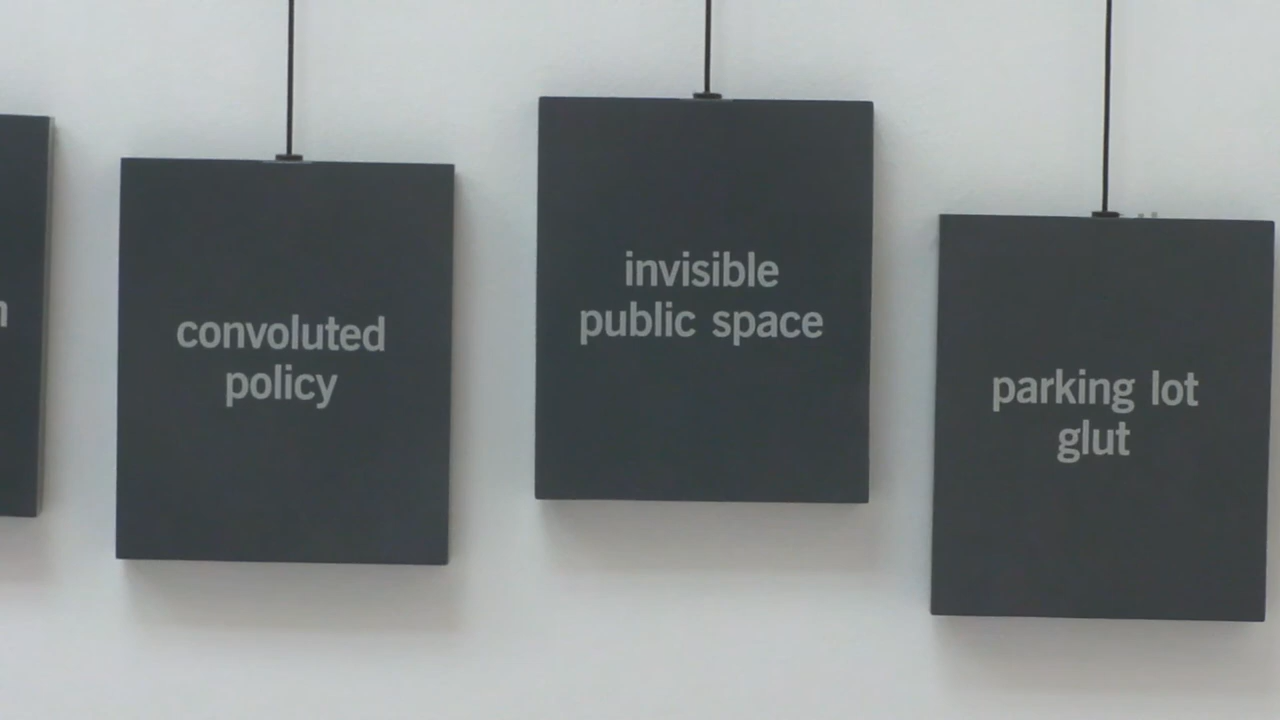 convoluted
policy
invisible
public space
parking lot
glut